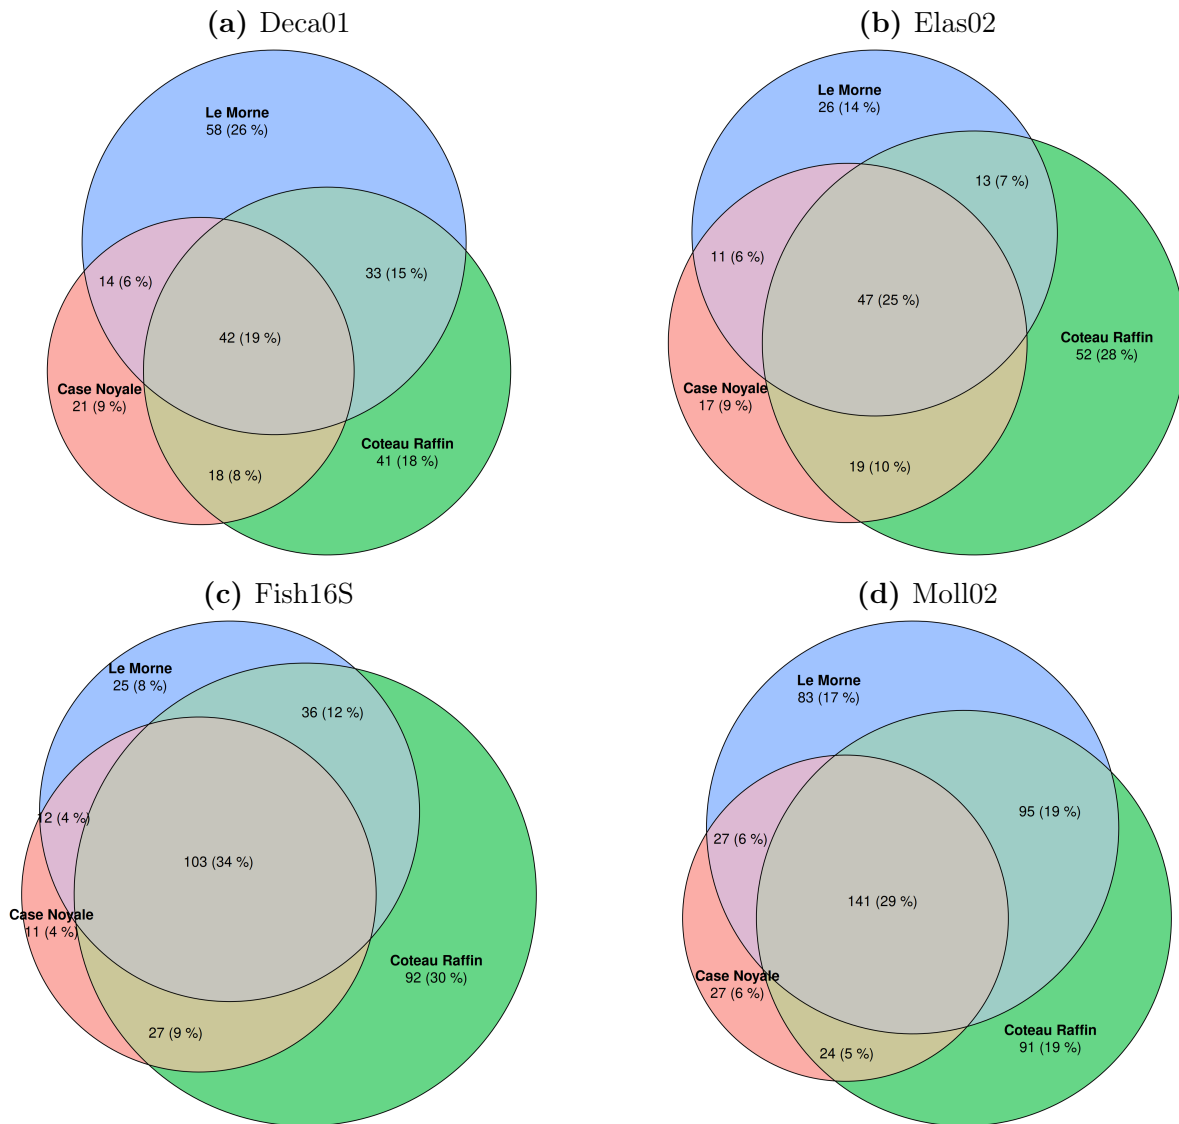 (a) Deca01
Le Morne
58 (26 %)
14 (6 %)
33 (15 %)
42 (19 %)
Case Noyale
21 (9 %)
Coteau Raffin
41 (18 %)
18 (8 %)
(b) Elas02
Le Morne
26 (14 %)
13 (7 %)
11 (6 %)
47 (25 %)
Coteau Raffin
52 (28 %)
Case Noyale
17 (9 %)
19 (10 %)
(c) Fish16S
Le Morne
25 (8 %)
36 (12 %)
12 (4 %)
103 (34 %)
Case Noyale
11 (4 %)
Coteau Raffin
92 (30 %)
27 (9 %)
(d) Moll02
Le Morne
83 (17 %)
95 (19 %)
27 (6 %)
141 (29 %)
Case Noyale
27 (6 %)
Coteau Raffin
91 (19 %)
24 (5 %)